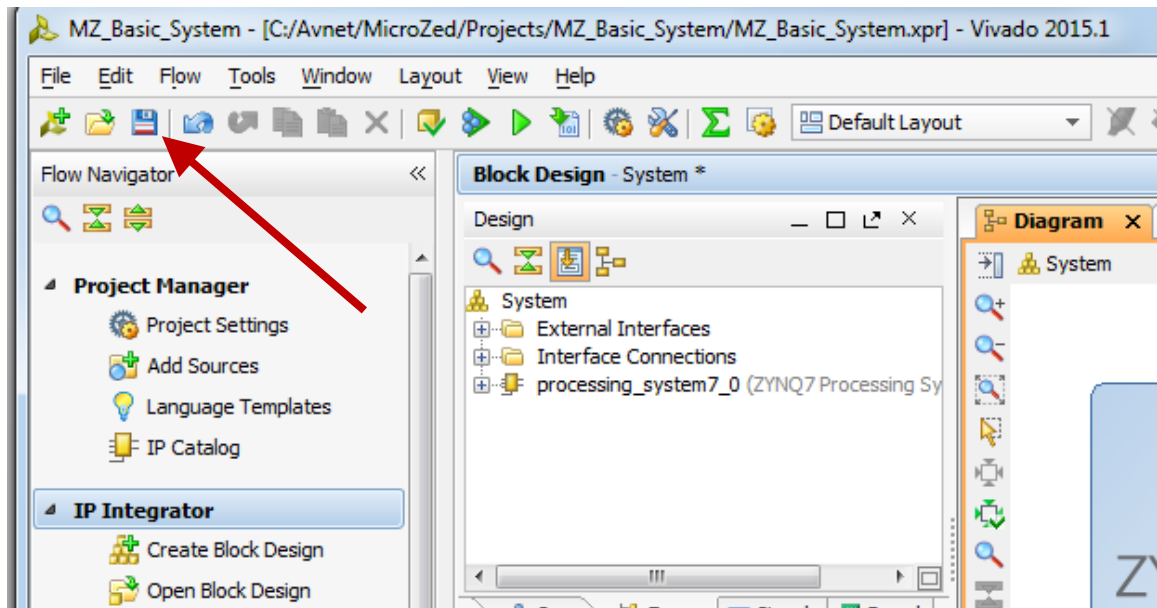 MZ_Basic_System - [C:/Avnet/MicroZed/Projects/MZ_Basic_System/MZ_Basic_System.xpr] - Vivado 2015.1
File Edit Flow Tools Window Layout View Help
Default Layout
Flow Navigator
Project Manager
Project Settings
Add Sources
Language Templates
IP Catalog
IP Integrator
Create Block Design
Open Block Design
Block Design - System *
Design
System
External Interfaces
Interface Connections
processing_system7_0 (ZYNQ7 Processing Sy
Diagram
System
ZY